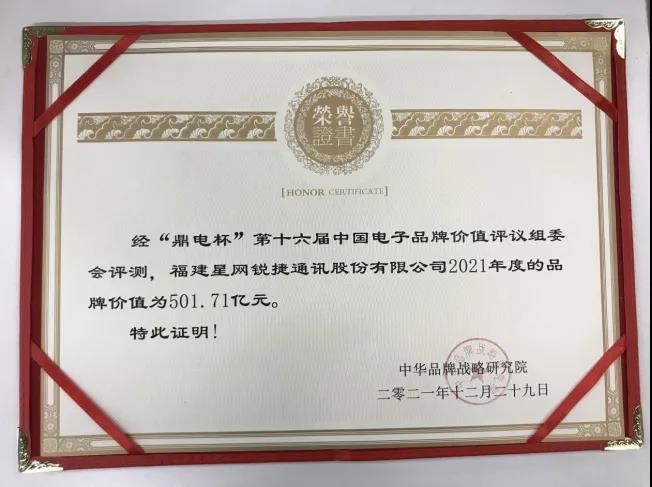 榮譽
證書
[HONOR CERTIFICATE]
经“鼎电杯”第十六届中国电子品牌价值评议组委
会评测，福建星网锐捷通讯股份有限公司2021年度的品
牌价值为501.71亿元。
特此证明！
中华品牌战略研究院
二零二一年十二月二十九日